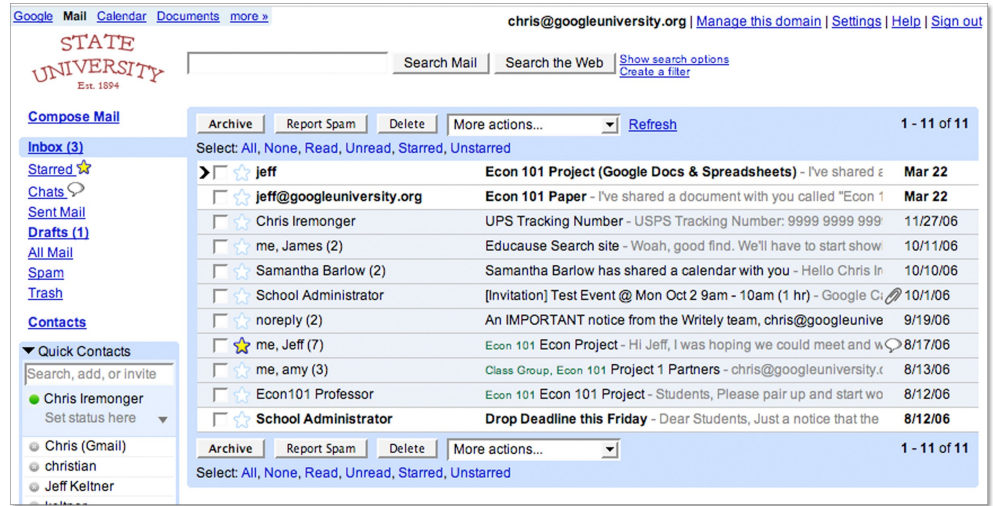 Google Mail Calendar Documents more »
chris@googleuniversity.org | Manage this domain | Settings | Help | Sign out
STATE
UNIVERSITY
Est. 1894
Search Mail Search the Web Show search options
Create a filter
Compose Mail
Inbox (3)
Starred
Chats
Sent Mail
Drafts (1)
All Mail
Spam
Trash
Contacts
Quick Contacts
Search, add, or invite
Chris Iremonger
Set status here
Chris (Gmail)
christian
Jeff Keltner
Archive Report Spam Delete More actions... Refresh 1 - 11 of 11
Select: All, None, Read, Unread, Starred, Unstarred
jeff Econ 101 Project (Google Docs & Spreadsheets) - I've shared a Mar 22
jeff@googleuniversity.org Econ 101 Paper - I've shared a document with you called "Econ 1 Mar 22
Chris Iremonger UPS Tracking Number - USPS Tracking Number: 9999 9999 999 11/27/06
me, James (2) Educause Search site - Woah, good find. We'll have to start show 10/11/06
Samantha Barlow (2) Samantha Barlow has shared a calendar with you - Hello Chris Ir 10/10/06
School Administrator [Invitation] Test Event @ Mon Oct 2 9am - 10am (1 hr) - Google Ca 10/1/06
noreply (2) An IMPORTANT notice from the Writely team, chris@googleunive 9/19/06
me, Jeff (7) Econ 101 Econ Project - Hi Jeff, I was hoping we could meet and w 8/17/06
me, amy (3) Class Group, Econ 101 Project 1 Partners - chris@googleuniversity.c 8/13/06
Econ101 Professor Econ 101 Econ 101 Project - Students, Please pair up and start wo 8/12/06
School Administrator Drop Deadline this Friday - Dear Students, Just a notice that the 8/12/06
Archive Report Spam Delete More actions... 1 - 11 of 11
Select: All, None, Read, Unread, Starred, Unstarred